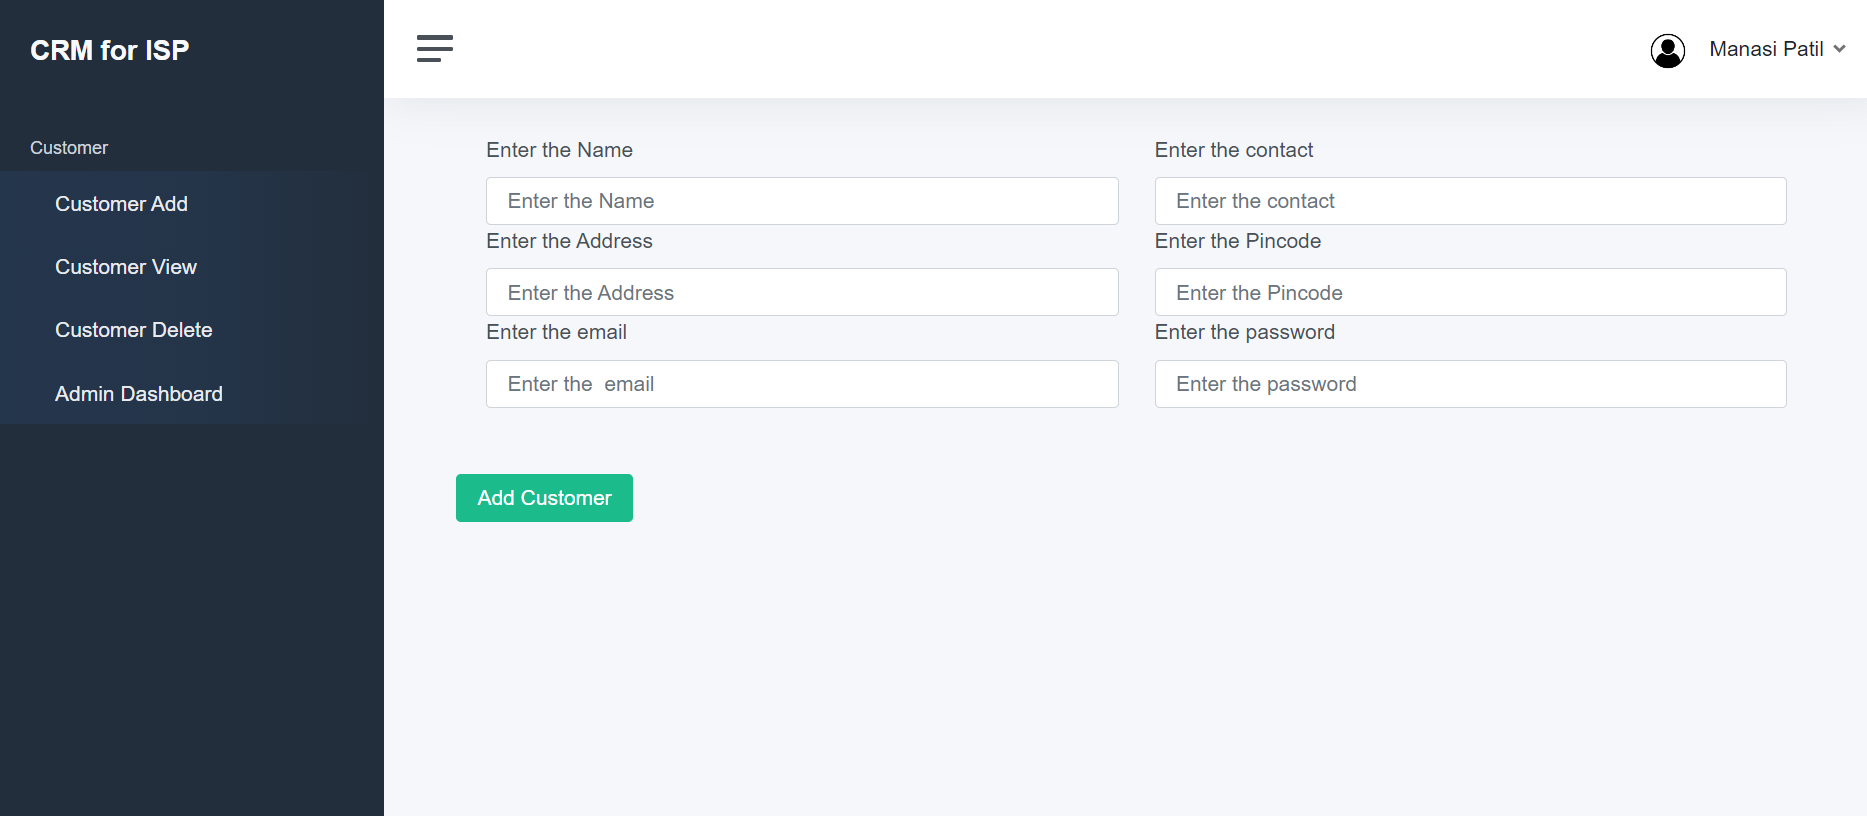 CRM for ISP
Manasi Patil
Customer
Customer Add
Customer View
Customer Delete
Admin Dashboard
Enter the Name
Enter the contact
Enter the Name
Enter the contact
Enter the Address
Enter the Pincode
Enter the Address
Enter the Pincode
Enter the email
Enter the password
Enter the  email
Enter the password
Add Customer